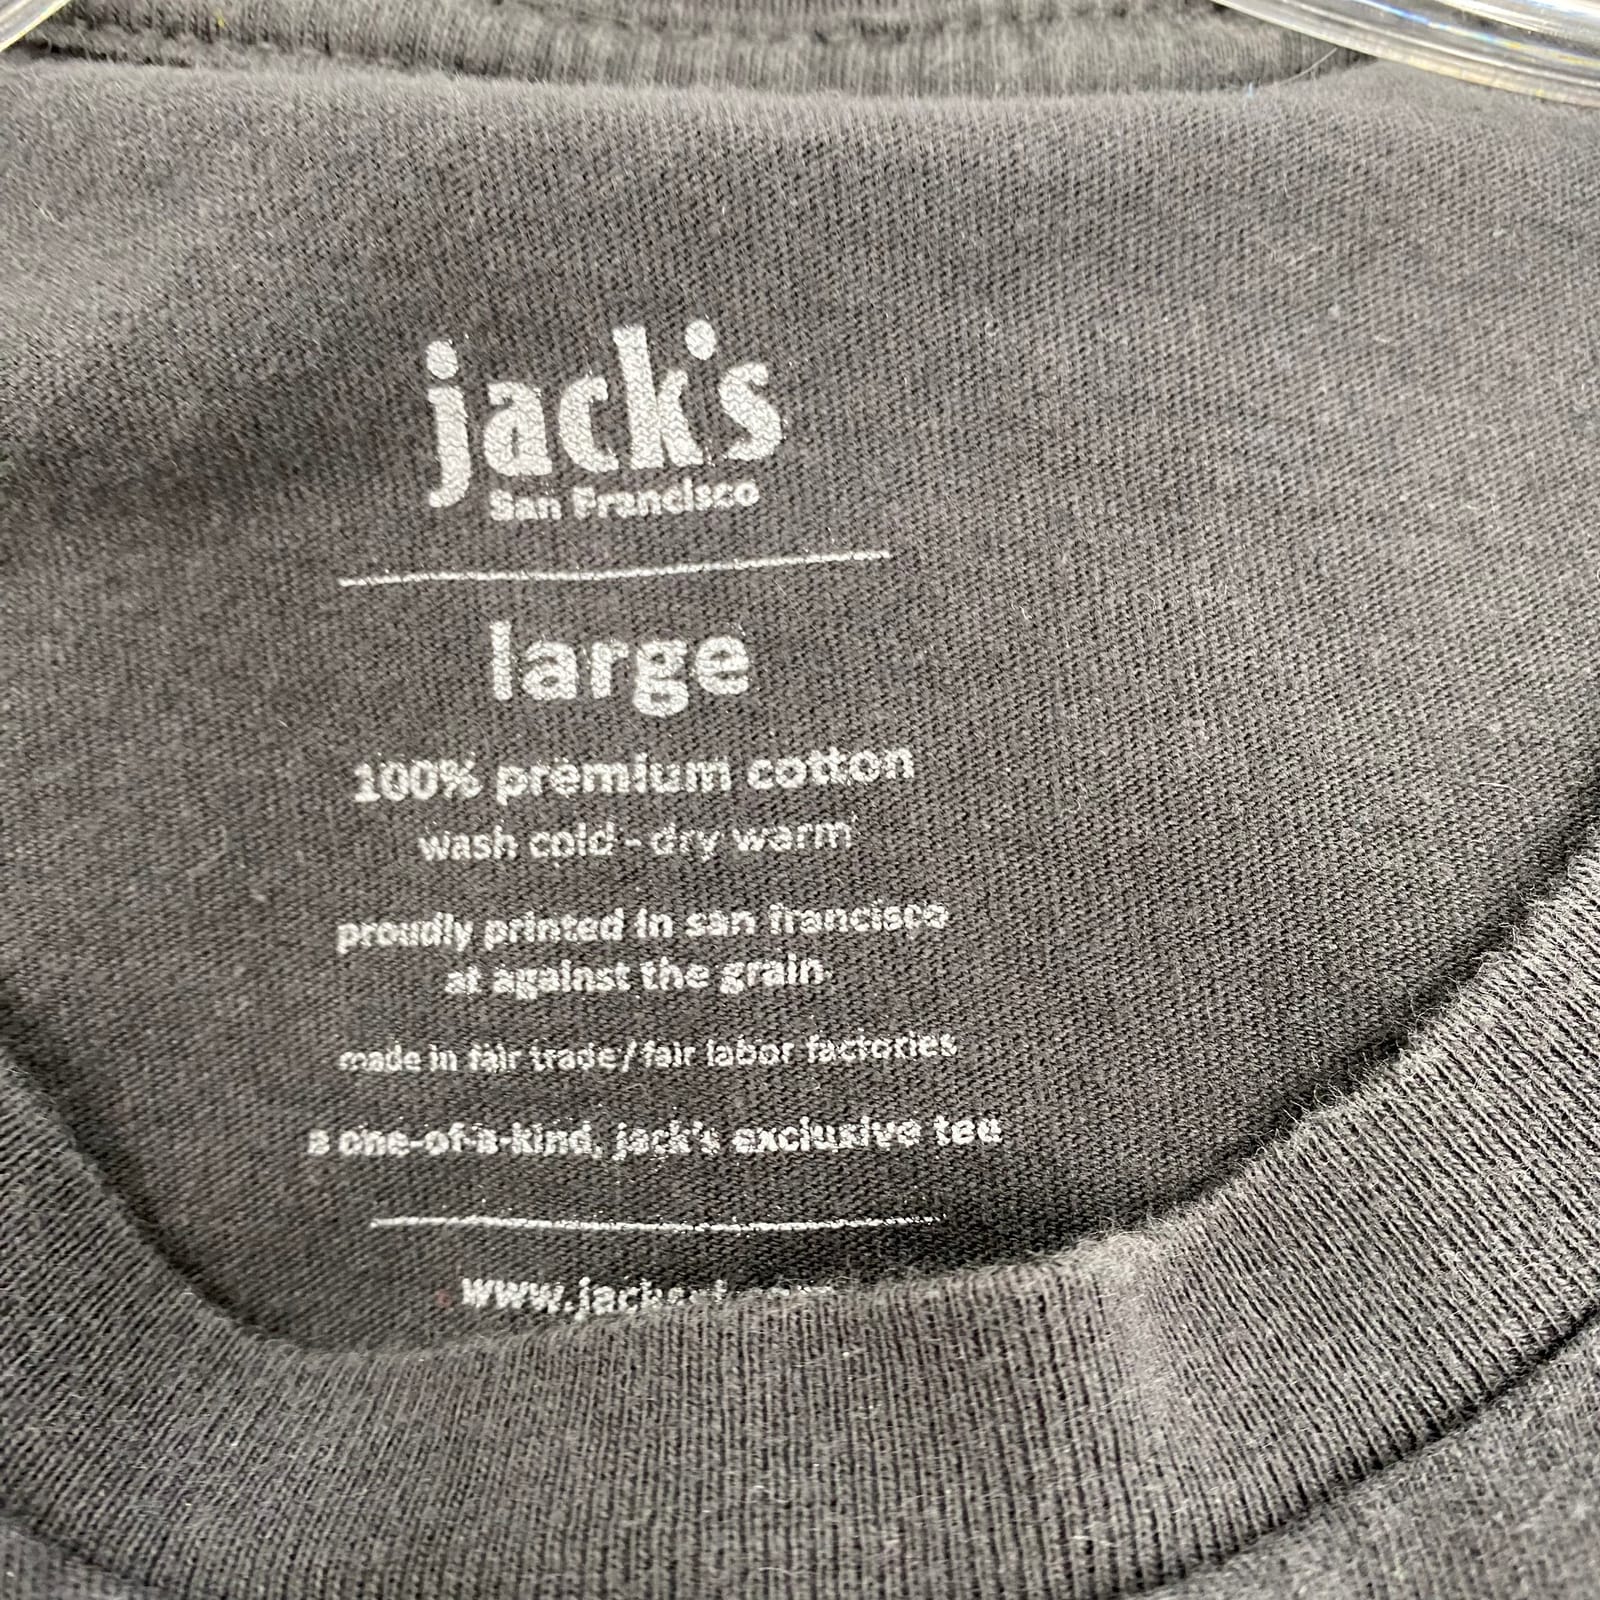 jack's
San Francisco
large
100% premium cotton
wash cold - dry warm
proudly printed in san francisco
at against the grain
made in fair trade/fair labor factories
a one-of-a-kind, jack's exclusive tee